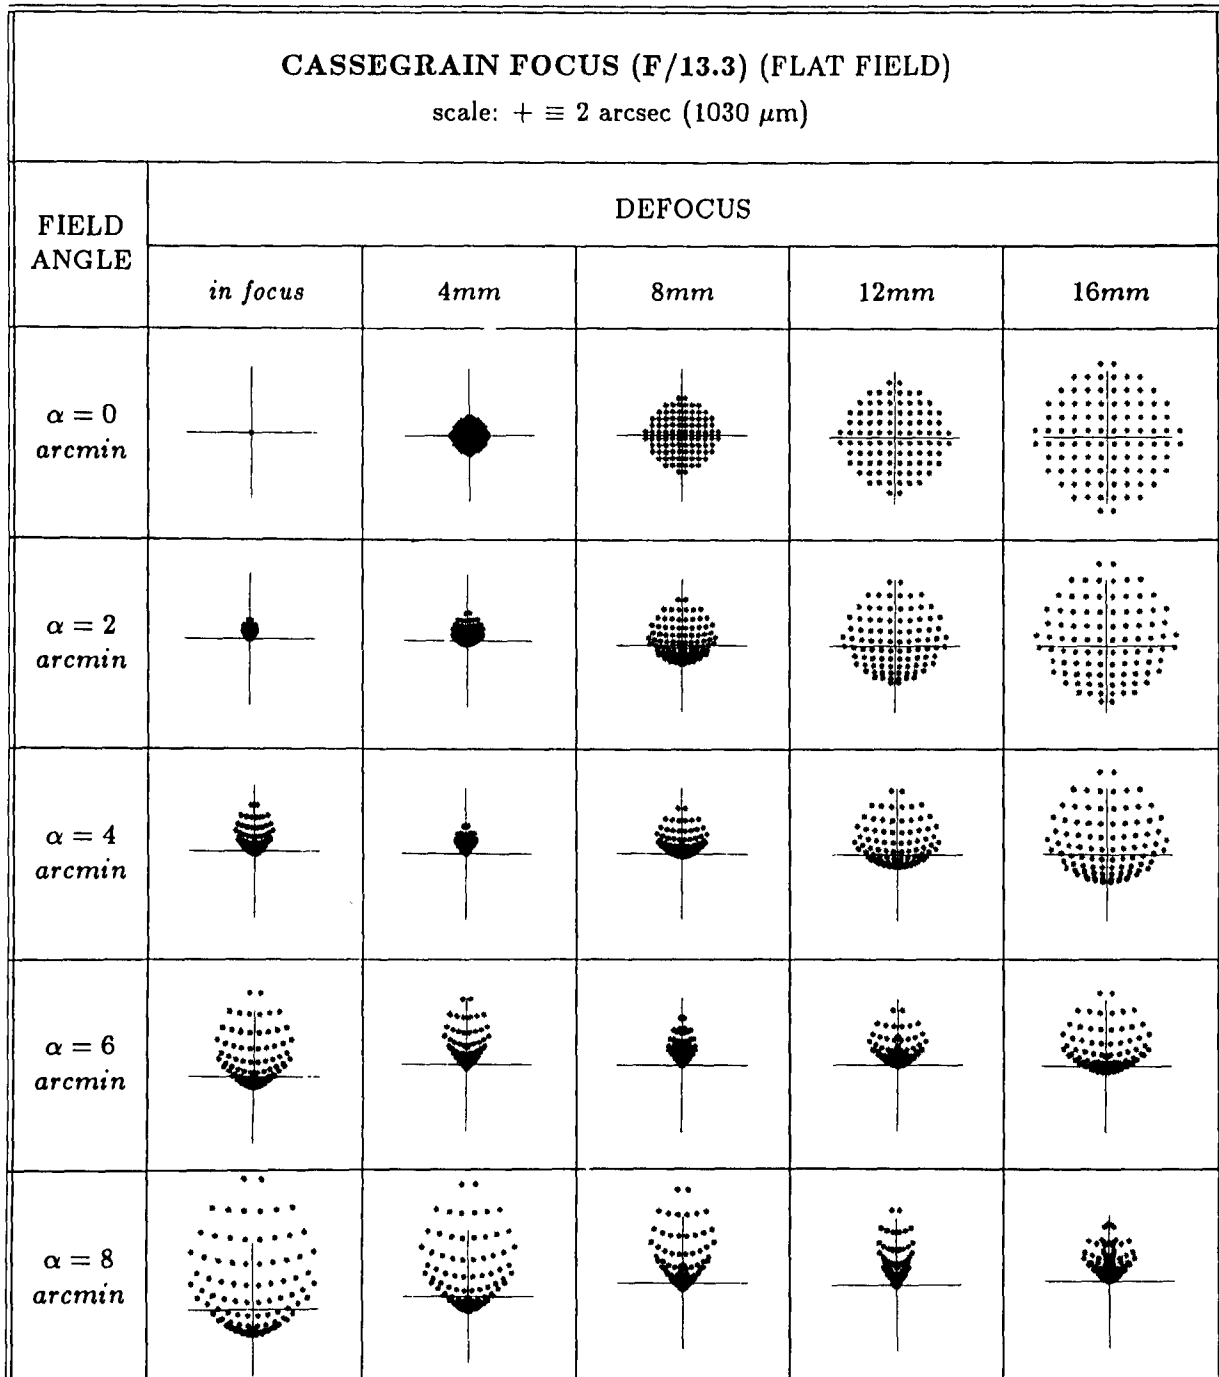 CASSEGRAIN FOCUS (F/13.3) (FLAT FIELD)
scale: + ≡ 2 arcsec (1030 μm)
FIELD
ANGLE
DEFOCUS
in focus
4mm
8mm
12mm
16mm
α = 0
arcmin
α = 2
arcmin
α = 4
arcmin
α = 6
arcmin
α = 8
arcmin